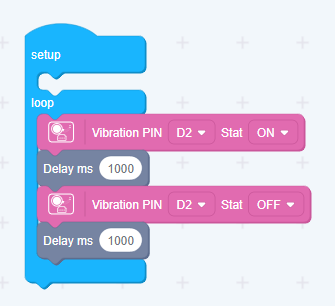 setup
loop
Vibration PIN D2 Stat ON
Delay ms 1000
Vibration PIN D2 Stat OFF
Delay ms 1000